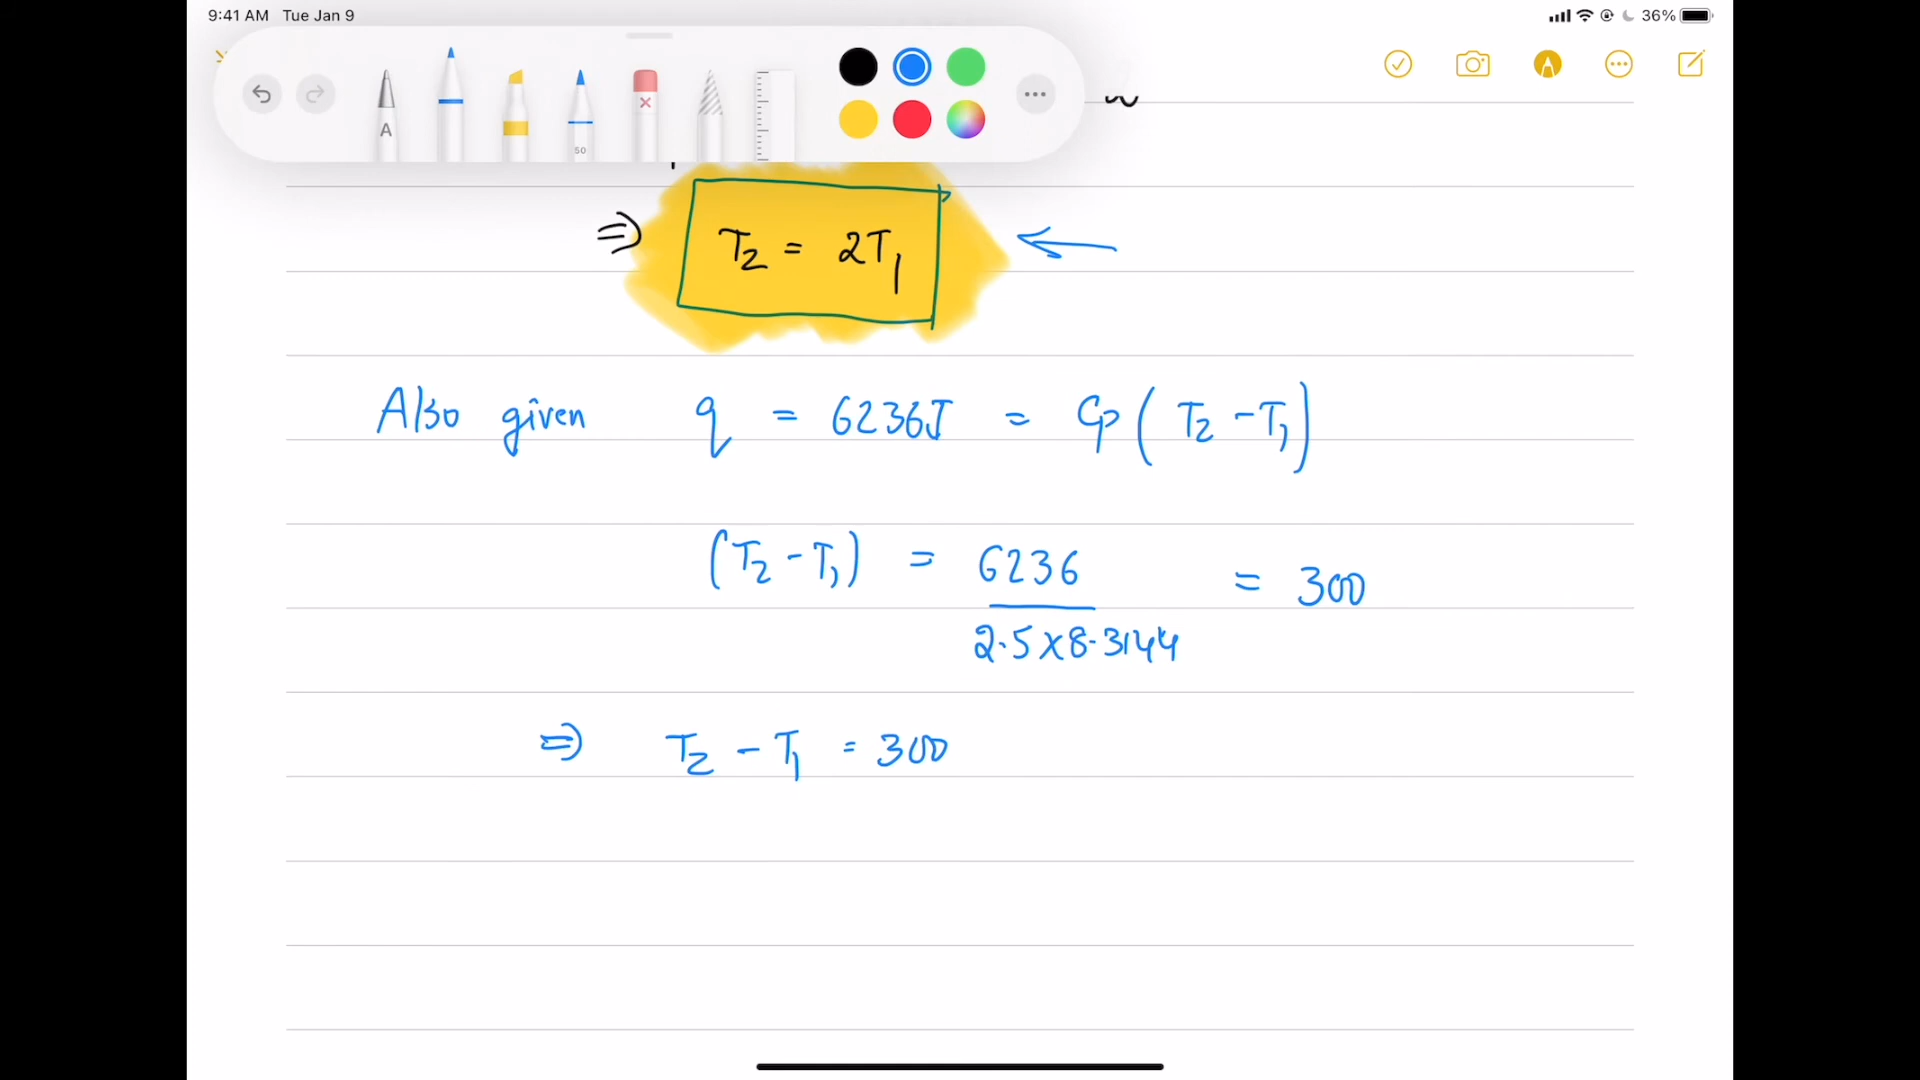 9:41 AM Tue Jan 9
36%
A
50
⇒ T₂ = 2T₁
Also given q = 6236J = Cp ( T₂ - T₁ )
(T₂ - T₁) = 6236 = 300
2.5 x 8.3144
⇒ T₂ - T₁ = 300